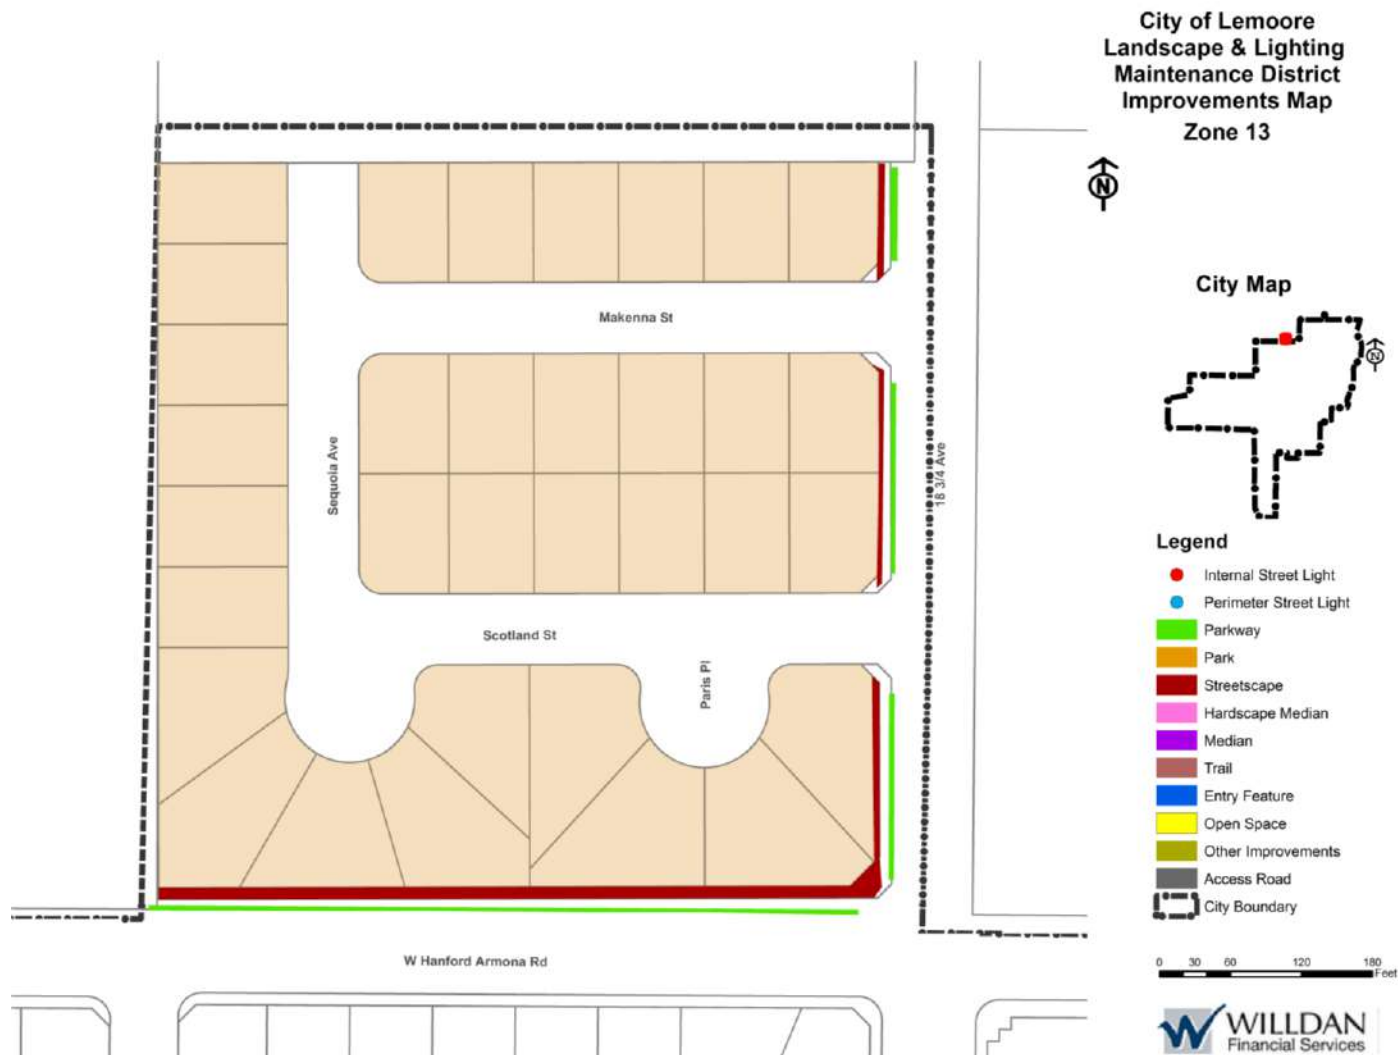 City of Lemoore
Landscape & Lighting
Maintenance District
Improvements Map
Zone 13
N
City Map
N
Makenna St
Sequoia Ave
18 3/4 Ave
Scotland St
Paris Pl
W Hanford Armona Rd
Legend
Internal Street Light
Perimeter Street Light
Parkway
Park
Streetscape
Hardscape Median
Median
Trail
Entry Feature
Open Space
Other Improvements
Access Road
City Boundary
0 30 60 120 180
Feet
WILLDAN
Financial Services